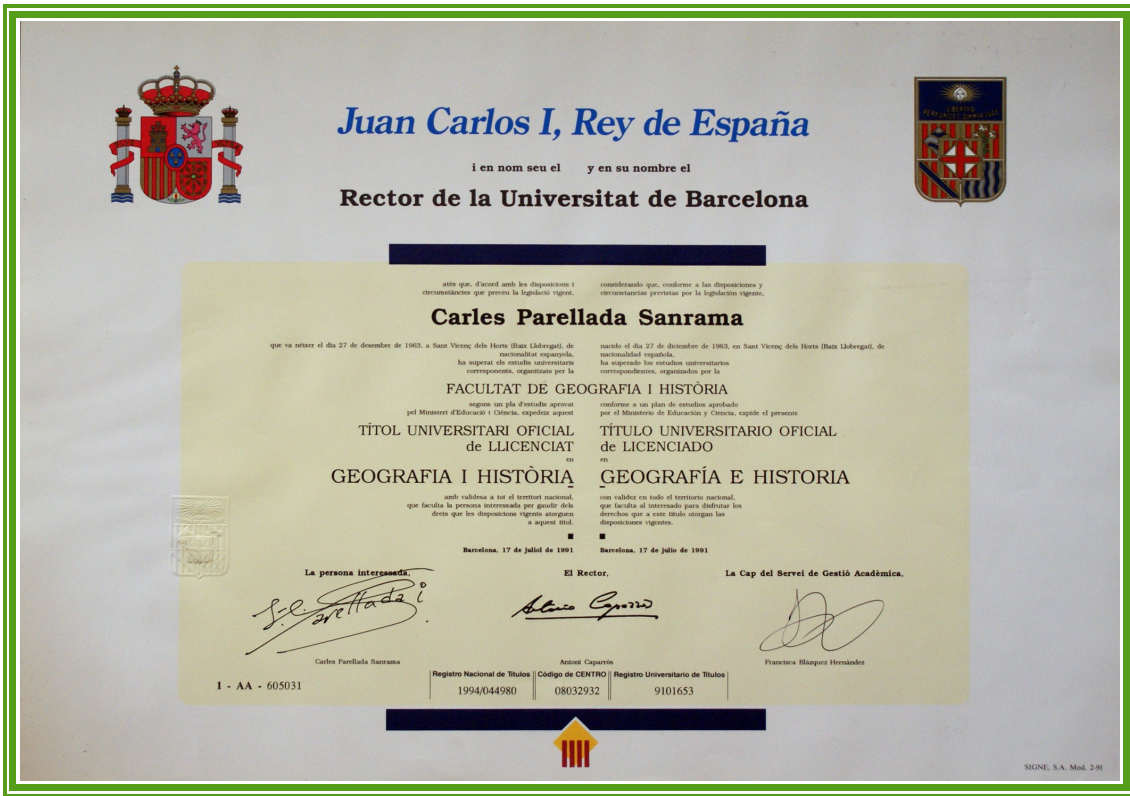 Juan Carlos I, Rey de España
i en nom seu el y en su nombre el
Rector de la Universitat de Barcelona
atès que, d'acord amb les disposicions i
circumstàncies que preveu la legislació vigent,
considerando que, conforme a las disposiciones y
circunstancias previstas por la legislación vigente,
Carles Parellada Sanrama
que va néixer el dia 27 de desembre de 1963, a Sant Vicenç dels Horts (Baix Llobregat), de
nacionalitat espanyola,
ha superat els estudis universitaris
corresponents, organitzats per la
nacido el día 27 de diciembre de 1963, en Sant Vicenç dels Horts (Baix Llobregat), de
nacionalidad española,
ha superado los estudios universitarios
correspondientes, organizados por la
FACULTAT DE GEOGRAFIA I HISTÒRIA
segons un pla d'estudis aprovat
pel Ministeri d'Educació i Ciència, expedeix aquest
conforme a un plan de estudios aprobado
por el Ministerio de Educación y Ciencia, expide el presente
TÍTOL UNIVERSITARI OFICIAL
de LLICENCIAT
en
GEOGRAFIA I HISTÒRIA
TÍTULO UNIVERSITARIO OFICIAL
de LICENCIADO
en
GEOGRAFÍA E HISTORIA
amb validesa a tot el territori nacional,
que faculta la persona interessada per gaudir dels
drets que les disposicions vigents atorguen
a aquest títol.
con validez en todo el territorio nacional,
que faculta al interesado para disfrutar los
derechos que a este título otorgan las
disposiciones vigentes.
Barcelona, 17 de juliol de 1991
Barcelona, 17 de julio de 1991
La persona interessada,
El Rector,
La Cap del Servei de Gestió Acadèmica,
Carles Parellada Sanrama
Antoni Caparrós
Francisca Blázquez Hernández
I - AA - 605031
Registro Nacional de Títulos
1994/044980
Código de CENTRO
08032932
Registro Universitario de Títulos
9101653
SIGNE, S.A. Mod. 2-91